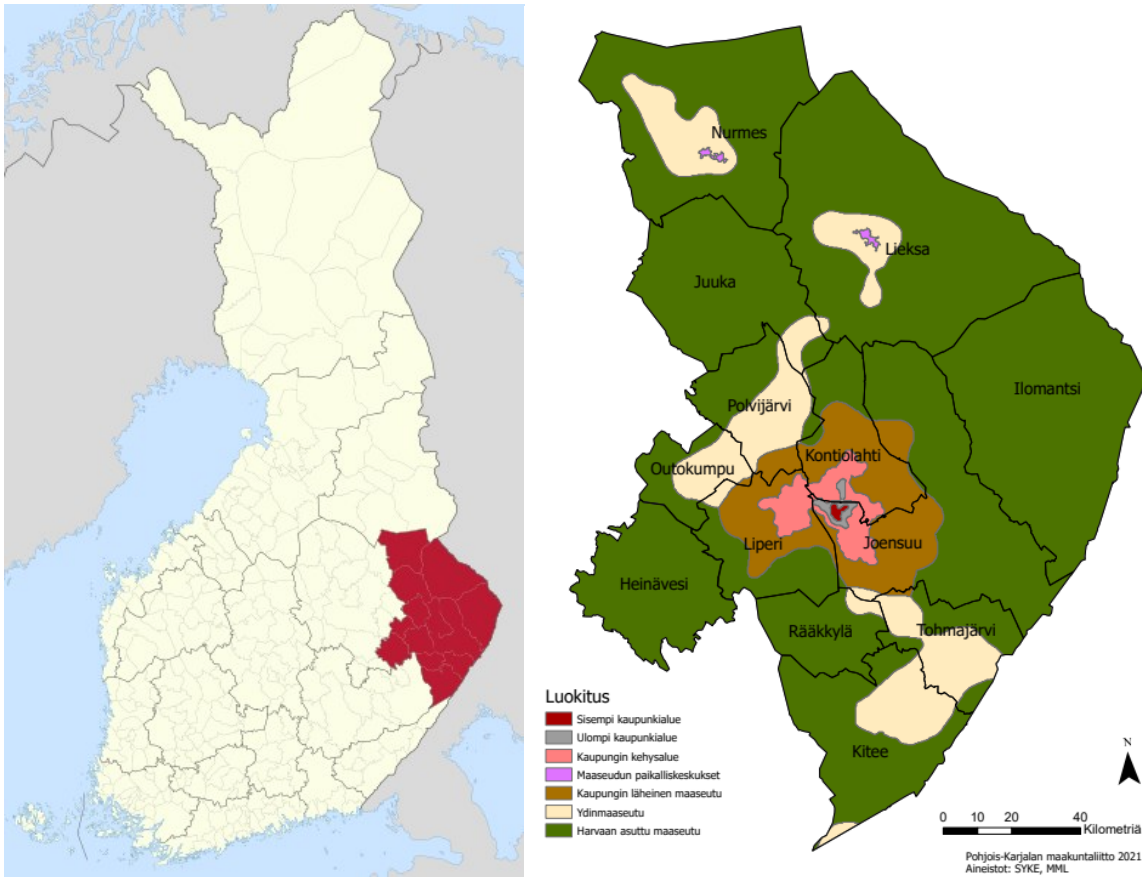 Nurmes
Lieksa
Juuka
Ilomantsi
Polvijärvi
Kontiolahti
Outokumpu
Liperi
Joensuu
Heinävesi
Rääkkylä
Tohmajärvi
Kitee
Luokitus
Sisempi kaupunkialue
Ulompi kaupunkialue
Kaupungin kehysalue
Maaseudun paikalliskeskukset
Kaupungin läheinen maaseutu
Ydinmaaseutu
Harvaan asuttu maaseutu
N
0 10 20 40
Kilometriä
Pohjois-Karjalan maakuntaliitto 2021
Aineistot: SYKE, MML